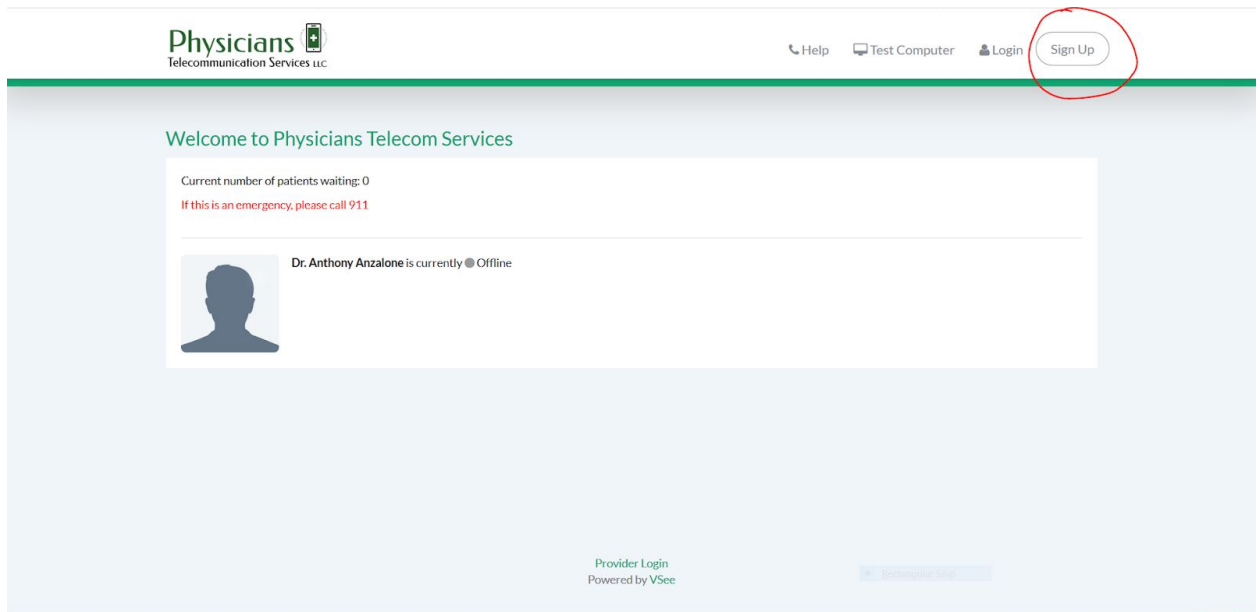 Physicians
Telecommunication Services LLC
Help Test Computer Login Sign Up
Welcome to Physicians Telecom Services
Current number of patients waiting: 0
If this is an emergency, please call 911
Dr. Anthony Anzalone is currently Offline
Provider Login
Powered by VSee
Rectangular Snip